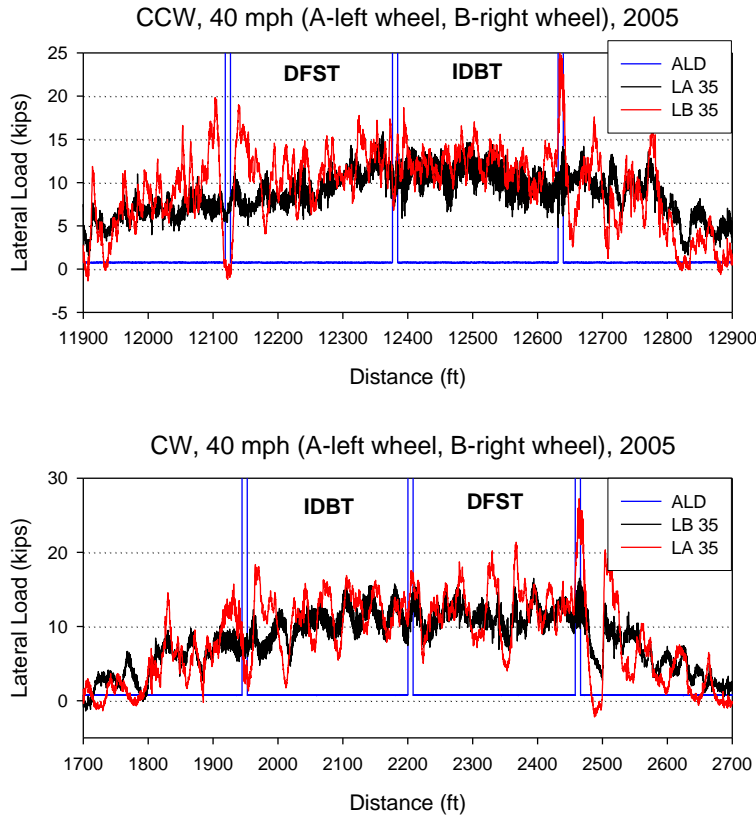 CCW, 40 mph (A-left wheel, B-right wheel), 2005
25
20
15
10
5
0
-5
Lateral Load (kips)
DFST
IDBT
ALD
LA 35
LB 35
11900 12000 12100 12200 12300 12400 12500 12600 12700 12800 12900
Distance (ft)
CW, 40 mph (A-left wheel, B-right wheel), 2005
30
20
10
0
Lateral Load (kips)
IDBT
DFST
ALD
LB 35
LA 35
1700 1800 1900 2000 2100 2200 2300 2400 2500 2600 2700
Distance (ft)